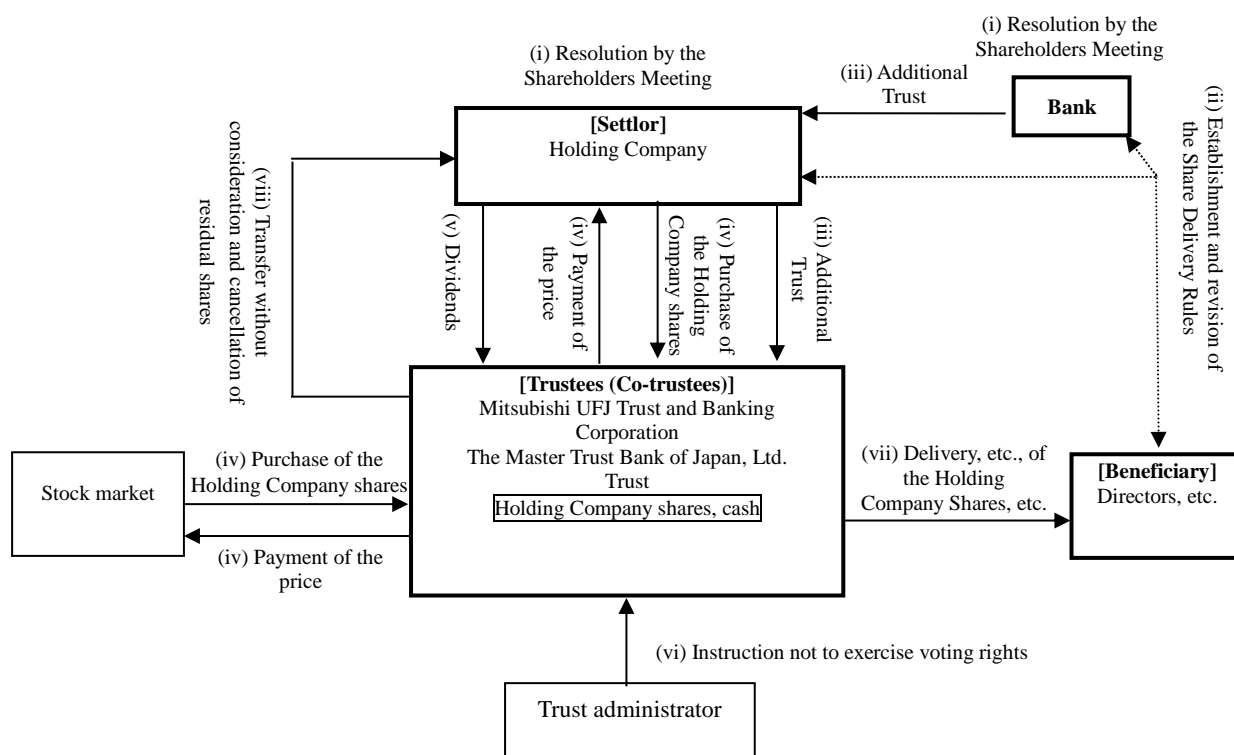 (i) Resolution by the
Shareholders Meeting
(i) Resolution by the
Shareholders Meeting
(iii) Additional
Trust
Bank
(ii) Establishment and revision of
the Share Delivery Rules
[Settlor]
Holding Company
(viii) Transfer without
consideration and cancellation of
residual shares
(v) Dividends
(iv) Payment of
the price
(iv) Purchase of
the Holding
Company shares
(iii) Additional
Trust
[Trustees (Co-trustees)]
Mitsubishi UFJ Trust and Banking
Corporation
The Master Trust Bank of Japan, Ltd.
Trust
Holding Company shares, cash
Stock market
(iv) Purchase of the
Holding Company shares
(iv) Payment of the
price
(vii) Delivery, etc., of
the Holding
Company Shares, etc.
[Beneficiary]
Directors, etc.
(vi) Instruction not to exercise voting rights
Trust administrator